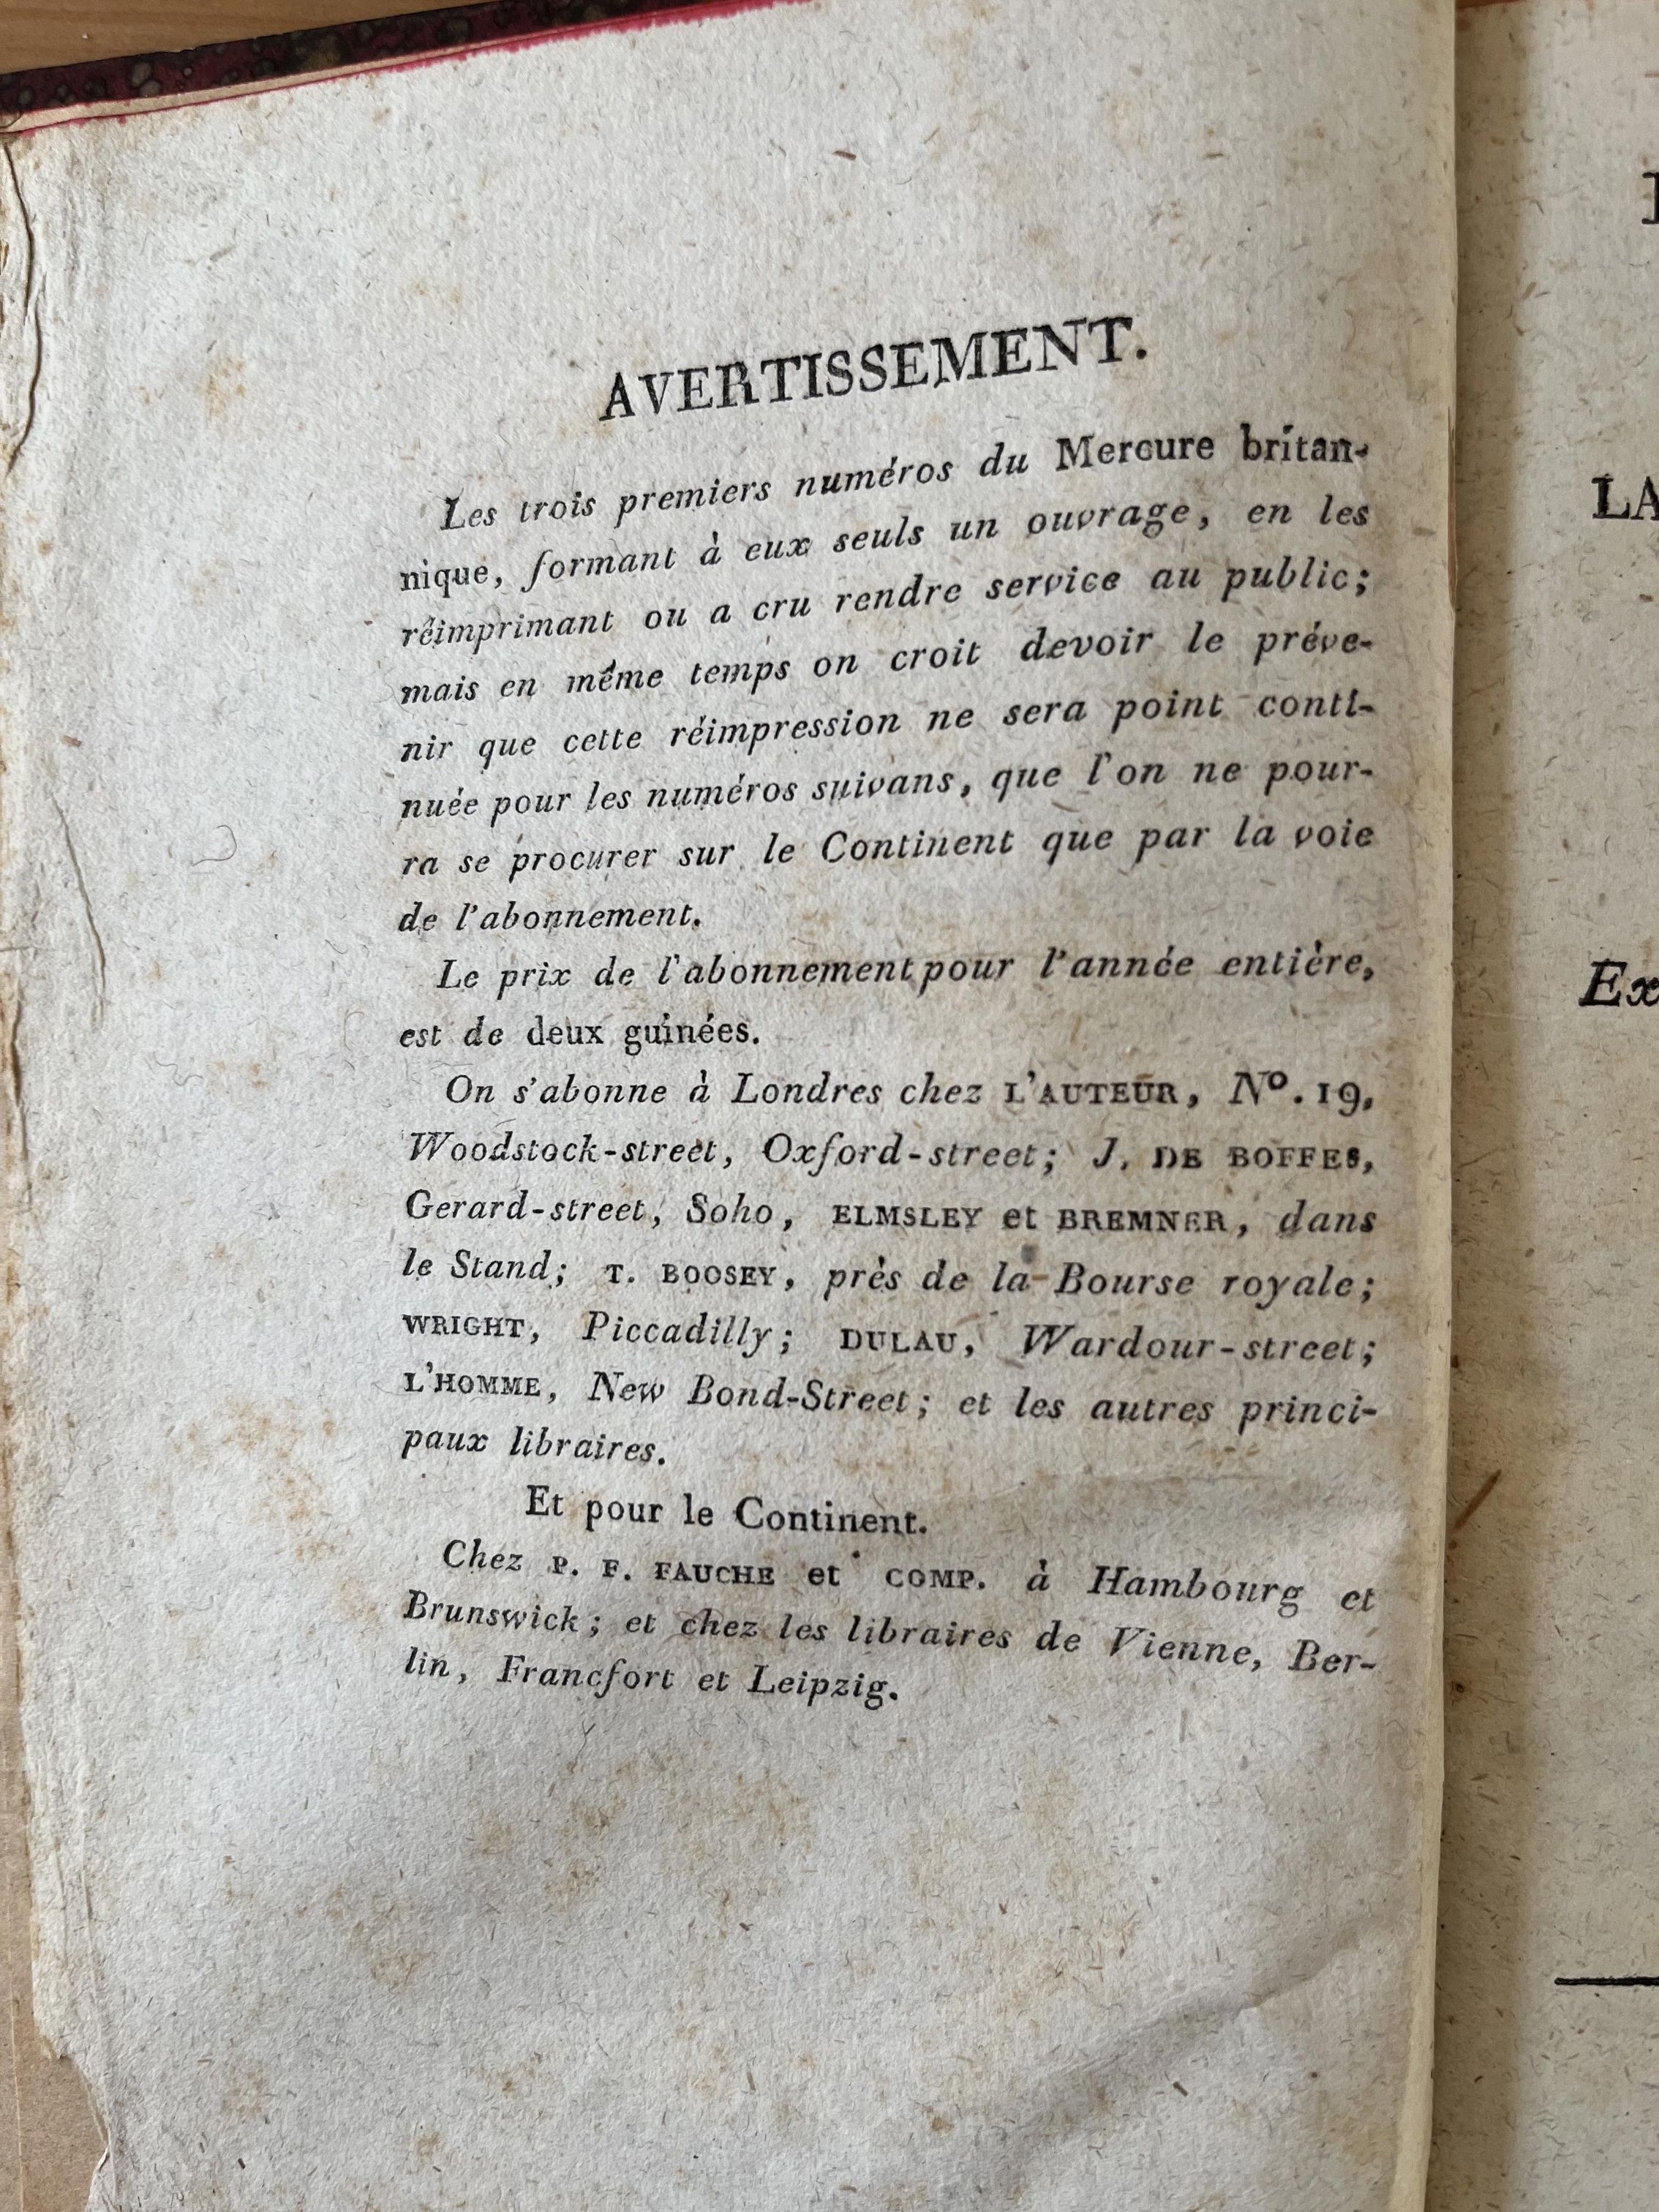 AVERTISSEMENT.
Les trois premiers numéros du Mercure britan-
nique, formant à eux seuls un ouvrage, en les
réimprimant ou a cru rendre service au public;
mais en même temps on croit devoir le préve-
nir que cette réimpression ne sera point conti-
nuée pour les numéros suivans, que l'on ne pour-
ra se procurer sur le Continent que par la voie
de l'abonnement.
Le prix de l'abonnement pour l'année entière,
est de deux guinées.
On s'abonne à Londres chez L'AUTEUR, Nº. 19,
Woodstock-street, Oxford-street; J. DE BOFFES,
Gerard-street, Soho, ELMSLEY et BREMNER, dans
le Stand; T. BOOSEY, près de la Bourse royale;
WRIGHT, Piccadilly; DULAU, Wardour-street;
L'HOMME, New Bond-Street; et les autres princi-
paux libraires.
Et pour le Continent.
Chez P. F. FAUCHE et COMP. à Hambourg et
Brunswick; et chez les libraires de Vienne, Ber-
lin, Francfort et Leipzig.
LA
Ex